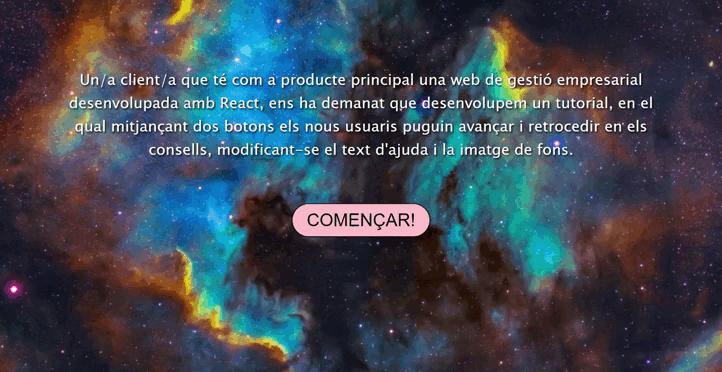 Un/a client/a que té com a producte principal una web de gestió empresarial
desenvolupada amb React, ens ha demanat que desenvolupem un tutorial, en el
qual mitjançant dos botons els nous usuaris puguin avançar i retrocedir en els
consells, modificant-se el text d'ajuda i la imatge de fons.
COMENÇAR!